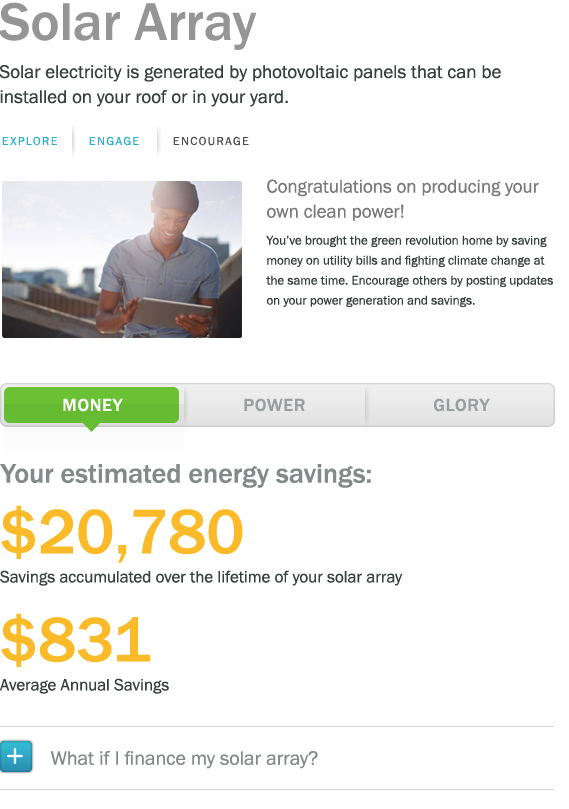 Solar Array
Solar electricity is generated by photovoltaic panels that can be
installed on your roof or in your yard.
EXPLORE
ENGAGE
ENCOURAGE
Congratulations on producing your
own clean power!
You've brought the green revolution home by saving
money on utility bills and fighting climate change at
the same time. Encourage others by posting updates
on your power generation and savings.
MONEY
POWER
GLORY
Your estimated energy savings:
$20,780
Savings accumulated over the lifetime of your solar array
$831
Average Annual Savings
+ What if I finance my solar array?